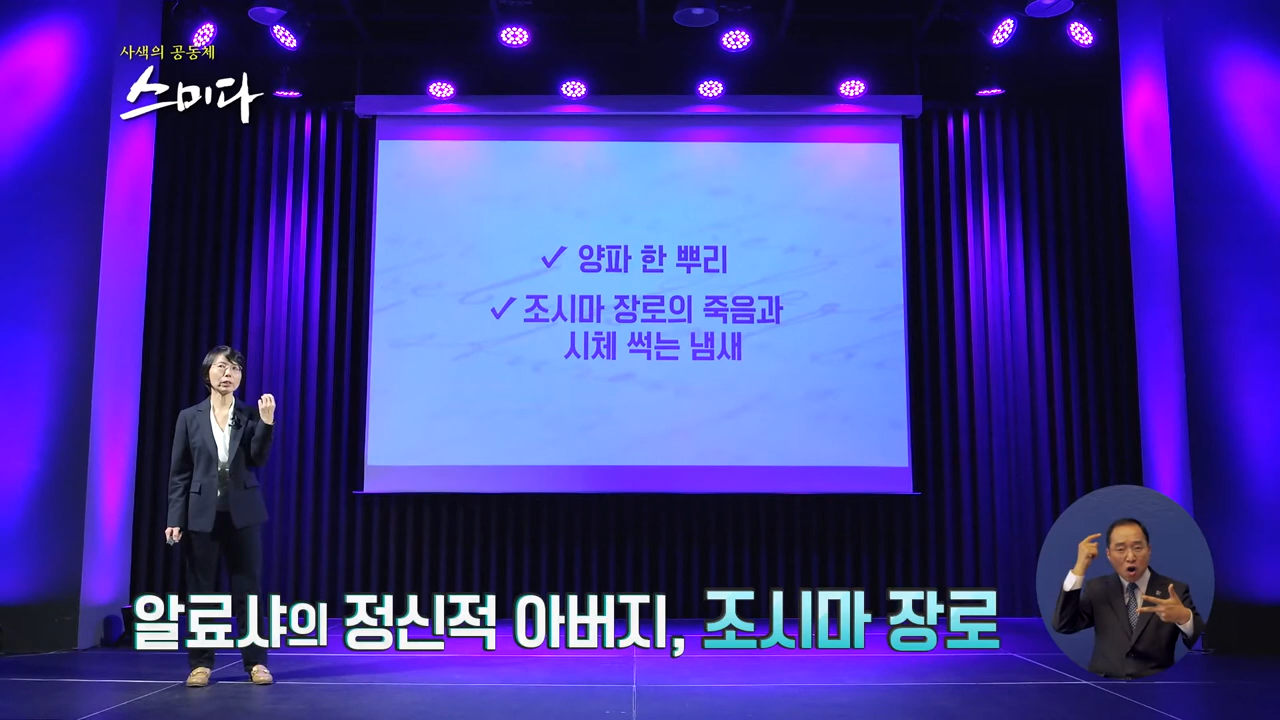 사색의 공동체
스미다
✓ 양파 한 뿌리
✓ 조시마 장로의 죽음과
시체 썩는 냄새
알료샤의 정신적 아버지, 조시마 장로